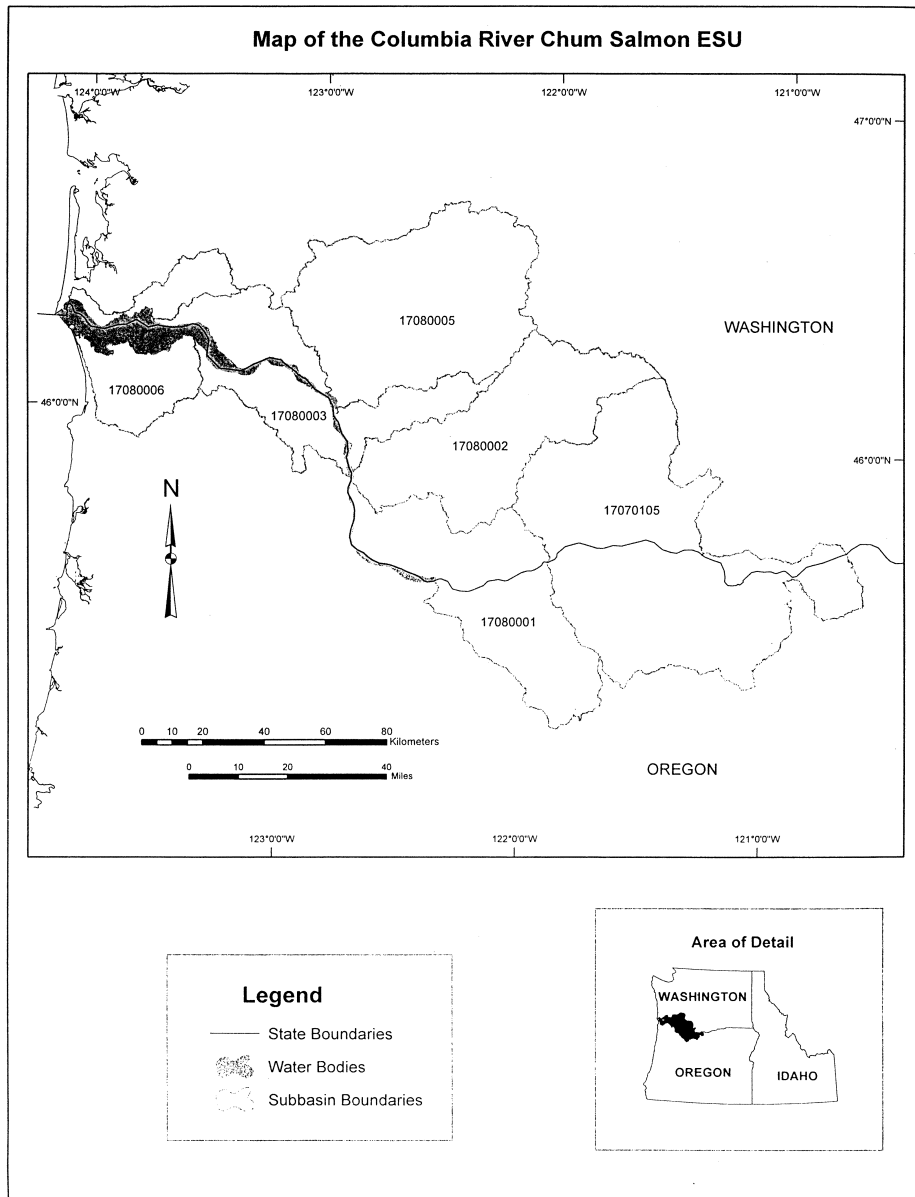 Map of the Columbia River Chum Salmon ESU
124°0'0"W 123°0'0"W 122°0'0"W 121°0'0"W
47°0'0"N
17080005
WASHINGTON
17080006
46°0'0"N
17080003
17080002
46°0'0"N
N
17070105
17080001
0 10 20 40 60 80
Kilometers
0 10 20 40
Miles
OREGON
123°0'0"W 122°0'0"W 121°0'0"W
Legend
State Boundaries
Water Bodies
Subbasin Boundaries
Area of Detail
WASHINGTON
OREGON
IDAHO